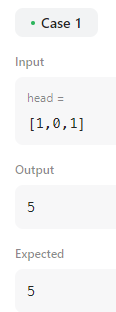 Case 1
Input
head =
[1,0,1]
Output
5
Expected
5